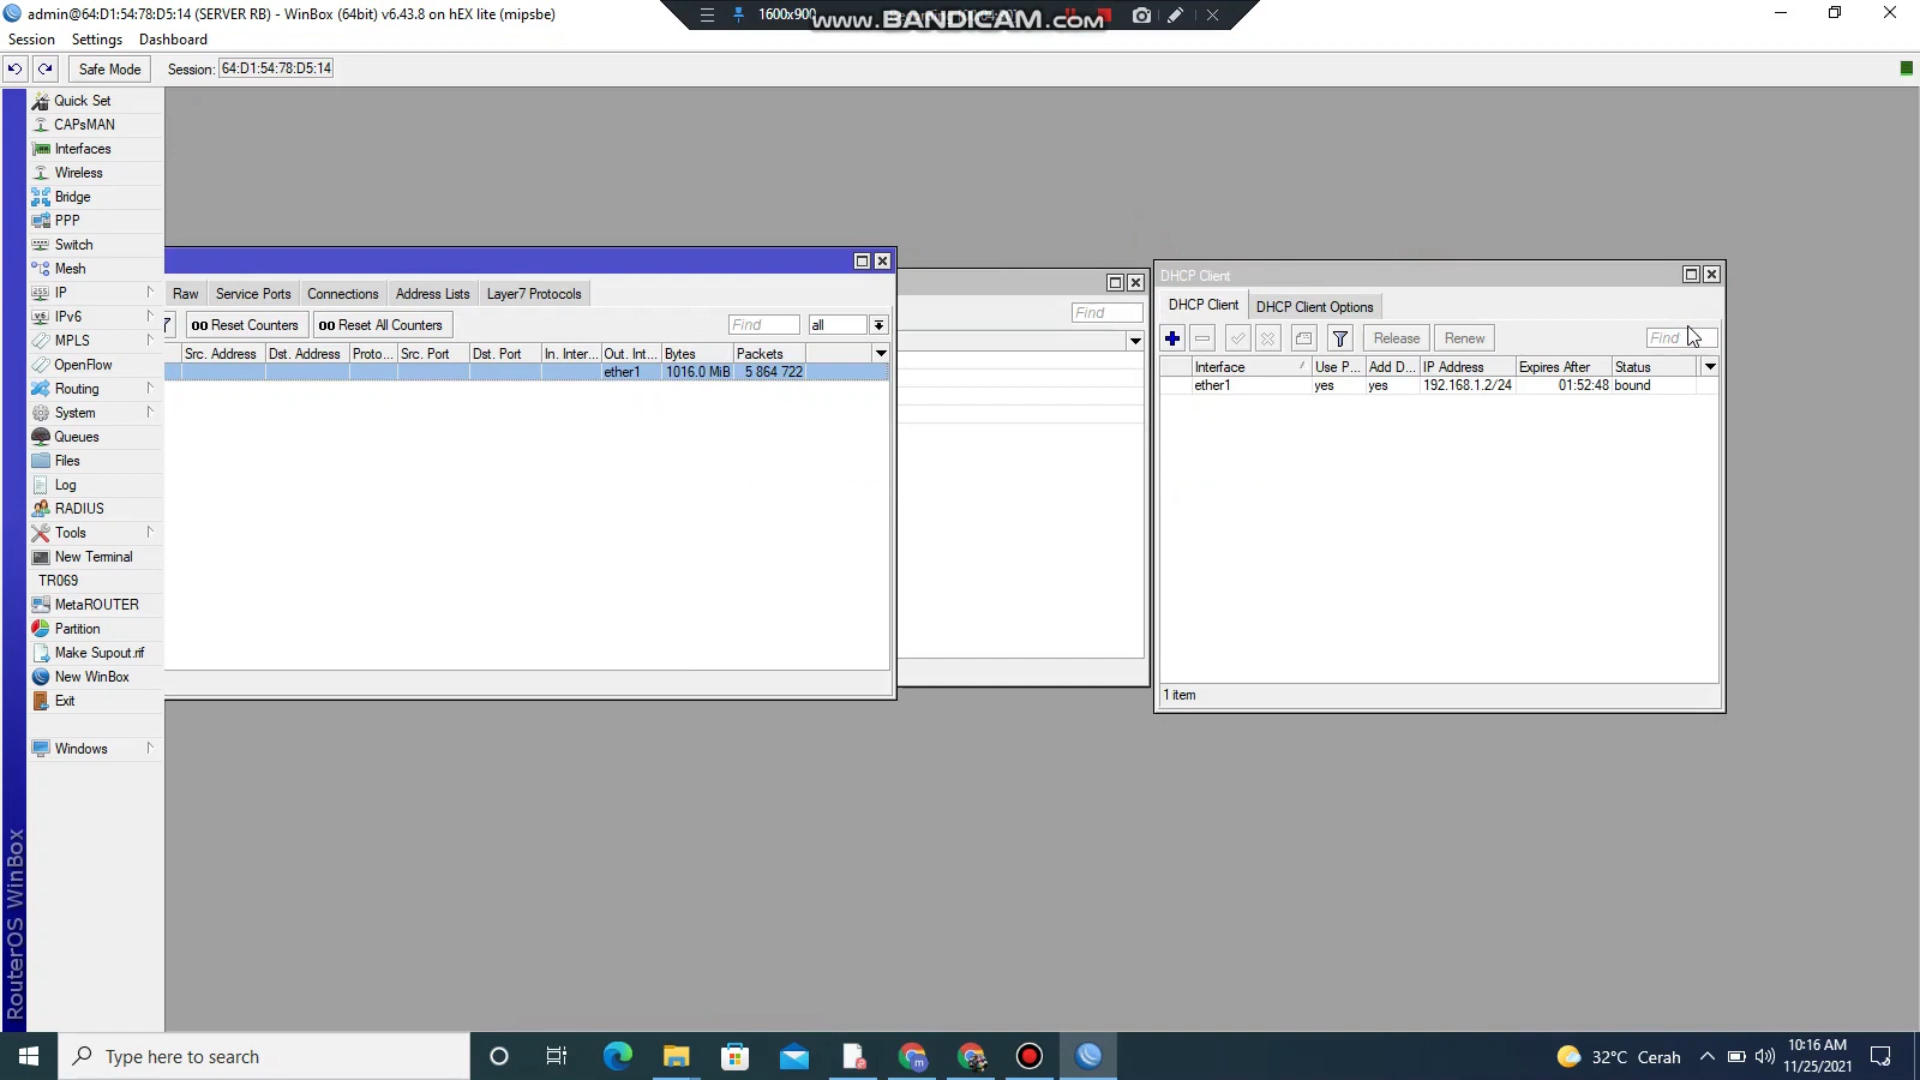 admin@64:D1:54:78:D5:14 (SERVER RB) - WinBox (64bit) v6.43.8 on hEX lite (mipsbe)
1600x900
www.BANDICAM.com
Session Settings Dashboard
Safe Mode Session: 64:D1:54:78:D5:14
Quick Set
CAPsMAN
Interfaces
Wireless
Bridge
PPP
Switch
Mesh
IP
IPv6
MPLS
OpenFlow
Routing
System
Queues
Files
Log
RADIUS
Tools
New Terminal
TR069
MetaROUTER
Partition
Make Supout.rif
New WinBox
Exit
Windows
RouterOS WinBox
Raw Service Ports Connections Address Lists Layer7 Protocols
00 Reset Counters 00 Reset All Counters Find all
Src. Address Dst. Address Proto... Src. Port Dst. Port In. Inter... Out. Int... Bytes Packets
ether1 1016.0 MiB 5 864 722
Find
DHCP Client
DHCP Client DHCP Client Options
Release Renew Find
Interface Use P... Add D... IP Address Expires After Status
ether1 yes yes 192.168.1.2/24 01:52:48 bound
1 item
Type here to search
32°C Cerah
10:16 AM
11/25/2021